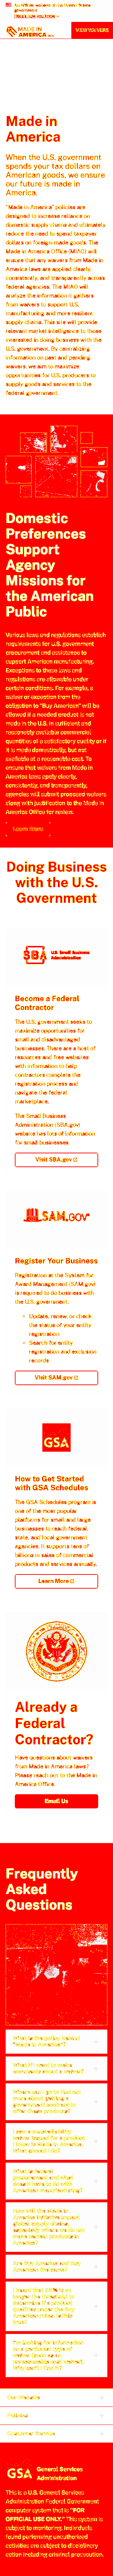 An official website of the United States government
Here's how you know
MADE IN AMERICA
VIEW WAIVERS
Made in
America
When the U.S. government
spends your tax dollars on
American goods, we ensure
our future is made in
America.
"Made in America" policies are
designed to increase reliance on
domestic supply chains and ultimately
reduce the need to spend taxpayer
dollars on foreign-made goods. The
Made in America Office (MIAO) will
ensure that any waivers from Made in
America laws are applied clearly,
consistently, and transparently across
federal agencies. The MIAO will
analyze the information it gathers
from waivers to support U.S.
manufacturing and more resilient
supply chains. This site will provide
relevant market intelligence to those
interested in doing business with the
U.S. government. By centralizing
information on past and pending
waivers, we aim to maximize
opportunities for U.S. producers to
supply goods and services to the
federal government.
Domestic
Preferences
Support
Agency
Missions for
the American
Public
Various laws and regulations establish
requirements for U.S. government
procurement and assistance to
support American manufacturing.
Exceptions to those laws and
regulations are allowable under
certain conditions. For example, a
waiver or exception from the
obligation to "Buy American" will be
allowed if a needed product is not
made in the U.S. in sufficient and
reasonably available commercial
quantities of a satisfactory quality or if
it is made domestically, but not
available at a reasonable cost. To
ensure that waivers from Made in
America laws apply clearly,
consistently, and transparently,
agencies will submit proposed waivers
along with justification to the Made in
America Office for review.
Learn More
Doing Business
with the U.S.
Government
SBA
U.S. Small Business
Administration
Become a Federal
Contractor
The U.S. government seeks to
maximize opportunities for
small and disadvantaged
businesses. There are a host of
resources and free websites
with information to help
contractors complete the
registration process and
navigate the federal
marketplace.
The Small Business
Administration (SBA.gov)
website has lots of information
for small businesses.
Visit SBA.gov
SAM.GOV
Register Your Business
Registration at the System for
Award Management (SAM.gov)
is required to do business with
the U.S. government.
• Update, renew, or check
the status of your entity
registration
• Search for entity
registration and exclusion
records
Visit SAM.gov
GSA
How to Get Started
with GSA Schedules
The GSA Schedules program is
one of the most popular
platforms for small and large
businesses to reach federal,
state, and local government
agencies. It supports tens of
billions in sales of commercial
products and services annually.
Learn More
Already a
Federal
Contractor?
Have questions about waivers
from Made in America laws?
Please reach out to the Made in
America Office.
Email Us
Frequently
Asked
Questions
What is the policy behind
"Made in America"?
Our Website
Policies
Customer Service
GSA
General Services
Administration
This is a U.S. General Services
Administration Federal Government
computer system that is "FOR
OFFICIAL USE ONLY." This system is
subject to monitoring. Individuals
found performing unauthorized
activities are subject to disciplinary
action including criminal prosecution.